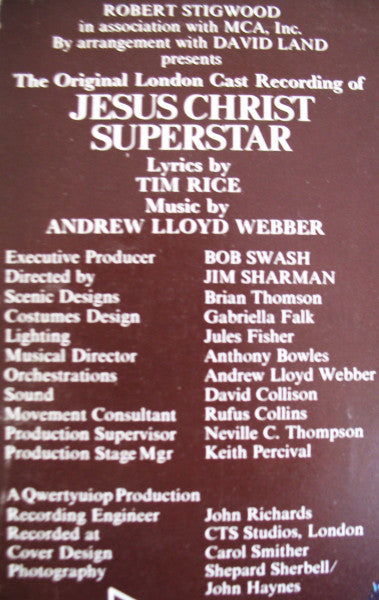 ROBERT STIGWOOD
in association with MCA, Inc.
By arrangement with DAVID LAND
presents
The Original London Cast Recording of
JESUS CHRIST
SUPERSTAR
Lyrics by
TIM RICE
Music by
ANDREW LLOYD WEBBER
Executive Producer BOB SWASH
Directed by JIM SHARMAN
Scenic Designs Brian Thomson
Costumes Design Gabriella Falk
Lighting Jules Fisher
Musical Director Anthony Bowles
Orchestrations Andrew Lloyd Webber
Sound David Collison
Movement Consultant Rufus Collins
Production Supervisor Neville C. Thompson
Production Stage Mgr Keith Percival
A Qwertyuiop Production
Recording Engineer John Richards
Recorded at CTS Studios, London
Cover Design Carol Smither
Photography Shepard Sherbell/
John Haynes